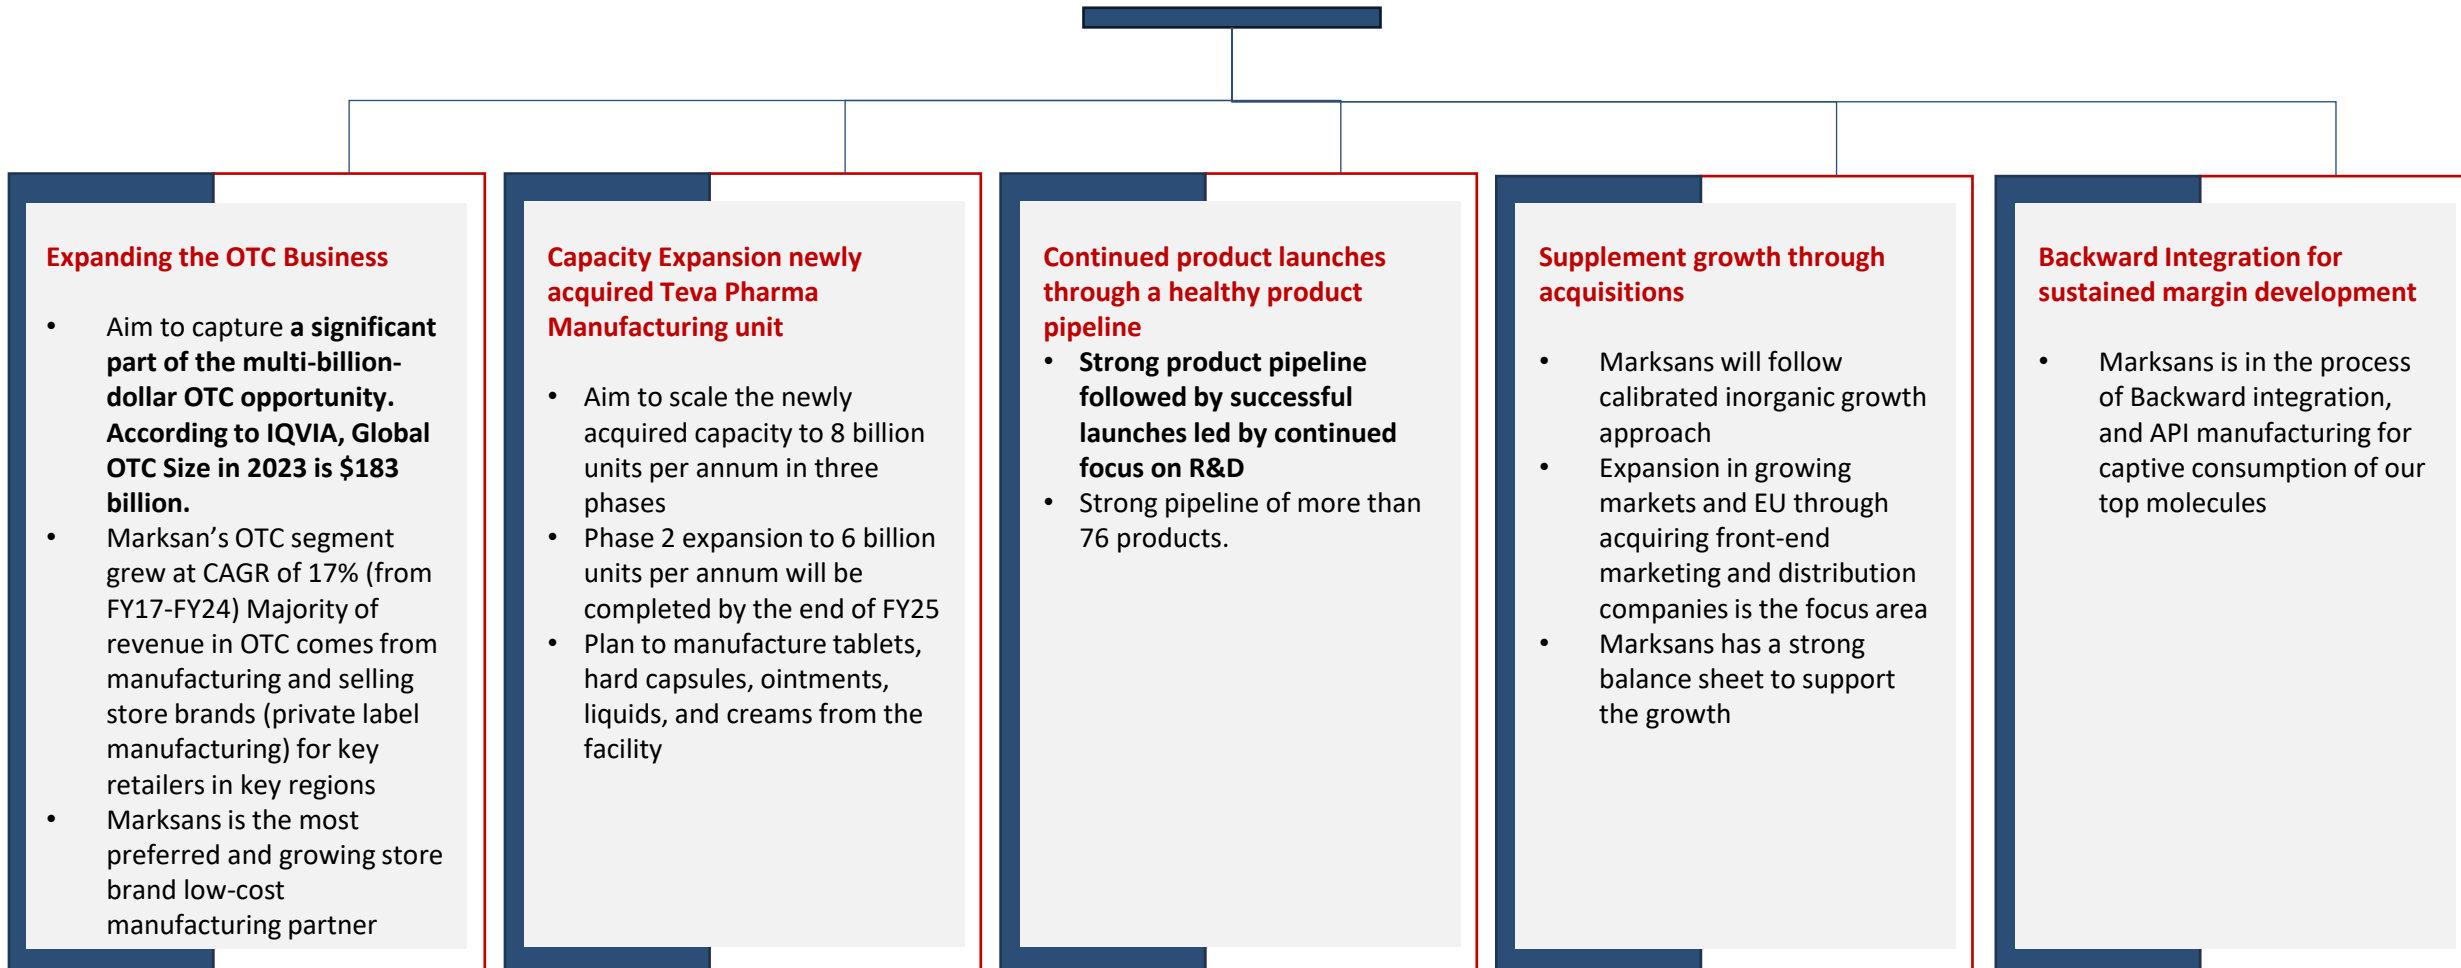 Expanding the OTC Business
• Aim to capture a significant
part of the multi-billion-
dollar OTC opportunity.
According to IQVIA, Global
OTC Size in 2023 is $183
billion.
• Marksan’s OTC segment
grew at CAGR of 17% (from
FY17-FY24) Majority of
revenue in OTC comes from
manufacturing and selling
store brands (private label
manufacturing) for key
retailers in key regions
• Marksans is the most
preferred and growing store
brand low-cost
manufacturing partner
Capacity Expansion newly
acquired Teva Pharma
Manufacturing unit
• Aim to scale the newly
acquired capacity to 8 billion
units per annum in three
phases
• Phase 2 expansion to 6 billion
units per annum will be
completed by the end of FY25
• Plan to manufacture tablets,
hard capsules, ointments,
liquids, and creams from the
facility
Continued product launches
through a healthy product
pipeline
• Strong product pipeline
followed by successful
launches led by continued
focus on R&D
• Strong pipeline of more than
76 products.
Supplement growth through
acquisitions
• Marksans will follow
calibrated inorganic growth
approach
• Expansion in growing
markets and EU through
acquiring front-end
marketing and distribution
companies is the focus area
• Marksans has a strong
balance sheet to support
the growth
Backward Integration for
sustained margin development
• Marksans is in the process
of Backward integration,
and API manufacturing for
captive consumption of our
top molecules